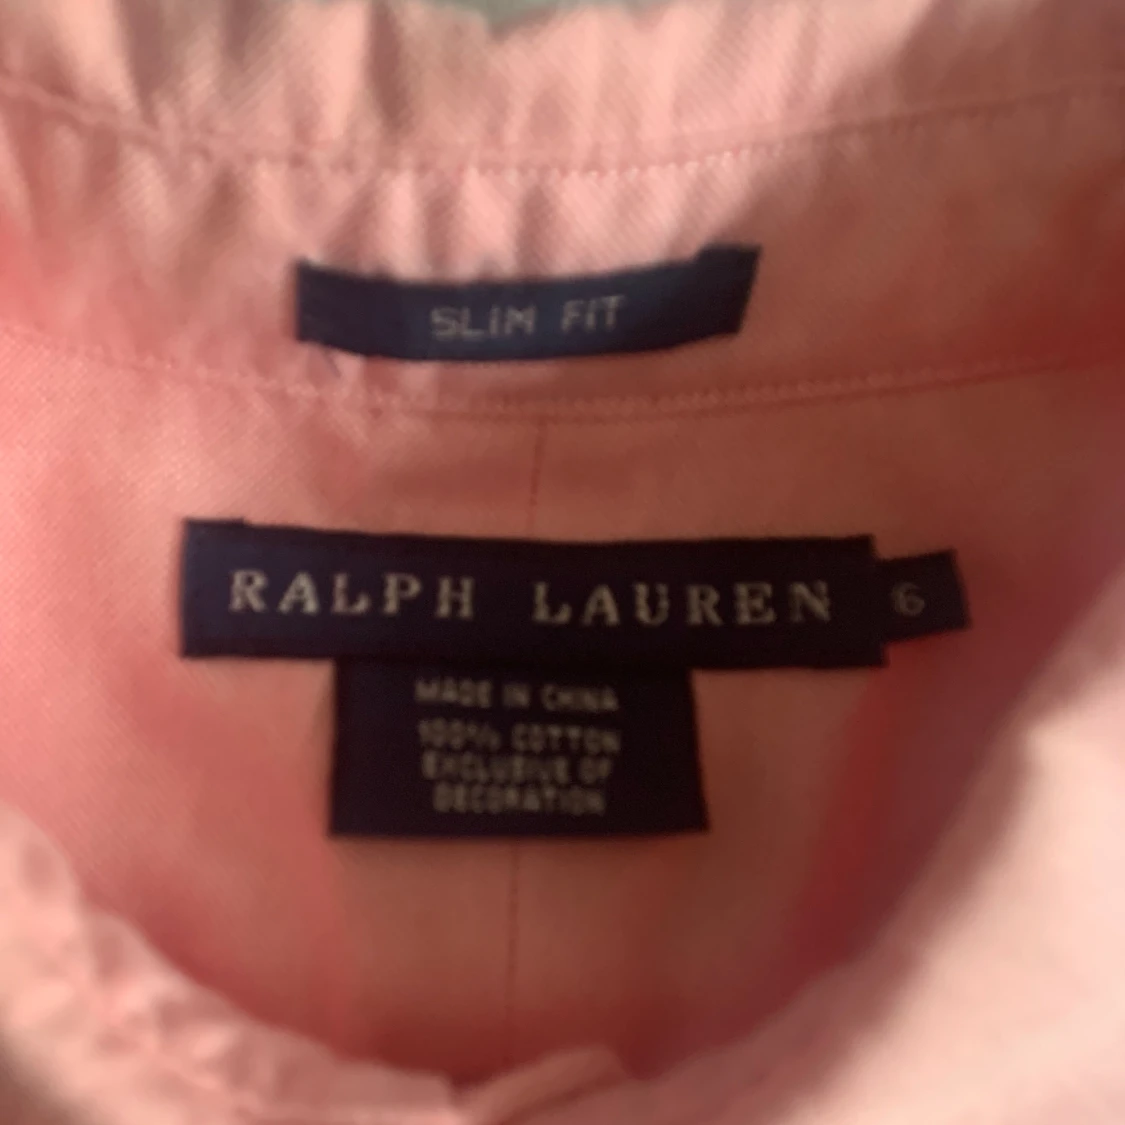 SLIM FIT
RALPH LAUREN 6
MADE IN CHINA
100% COTTON
EXCLUSIVE OF
DECORATION